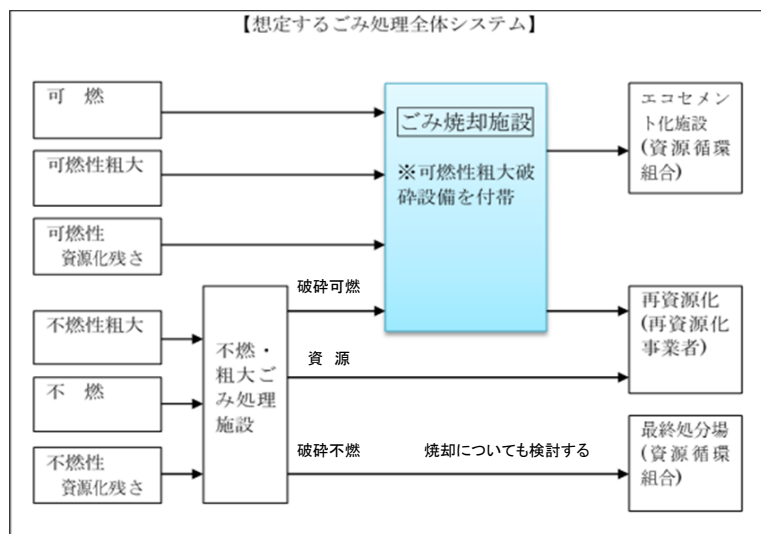 【想定するごみ処理全体システム】
可 燃
可燃性粗大
可燃性
資源化残さ
不燃性粗大
不 燃
不燃性
資源化残さ
不燃・
粗大ご
み処理
施設
破砕可燃
資 源
破砕不燃
焼却についても検討する
ごみ焼却施設
※可燃性粗大破
砕設備を付帯
エコセメン
ト化施設
(資源循環
組合)
再資源化
(再資源化
事業者)
最終処分場
(資源循環
組合)